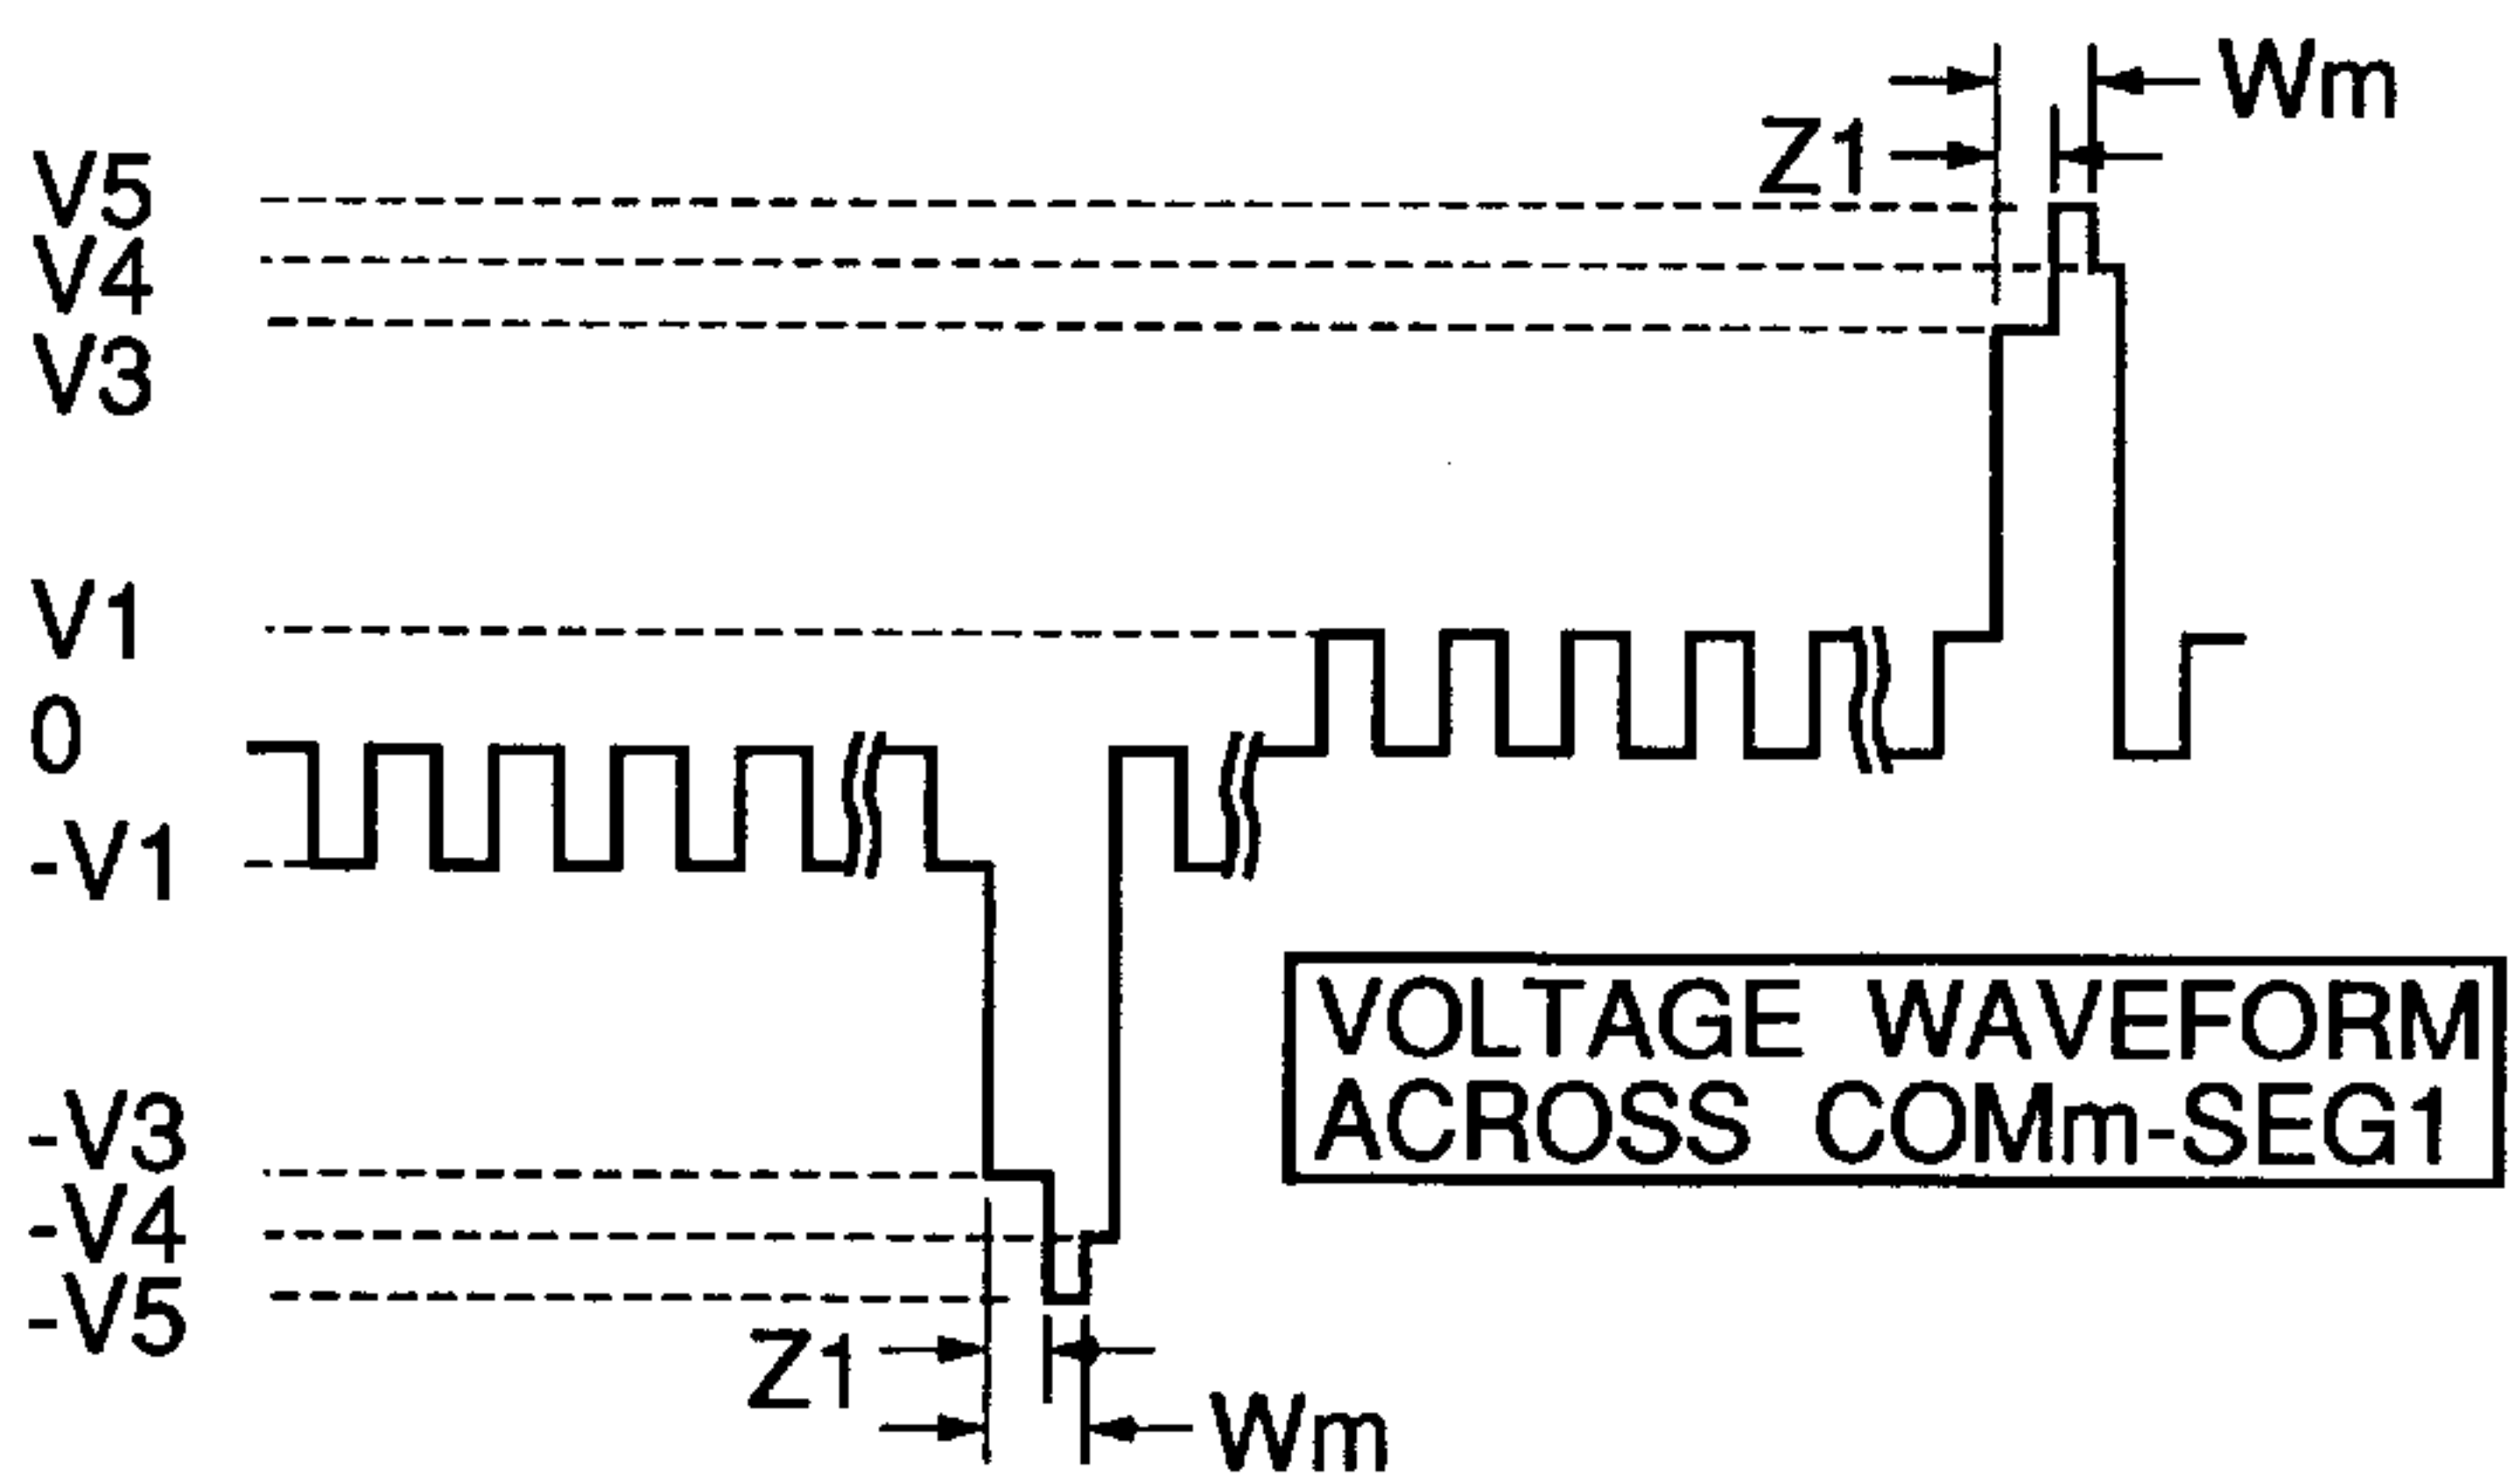 Wm
Z1
V5
V4
V3
V1
0
-V1
-V3
-V4
-V5
VOLTAGE WAVEFORM
ACROSS COMm-SEG1
Z1
Wm